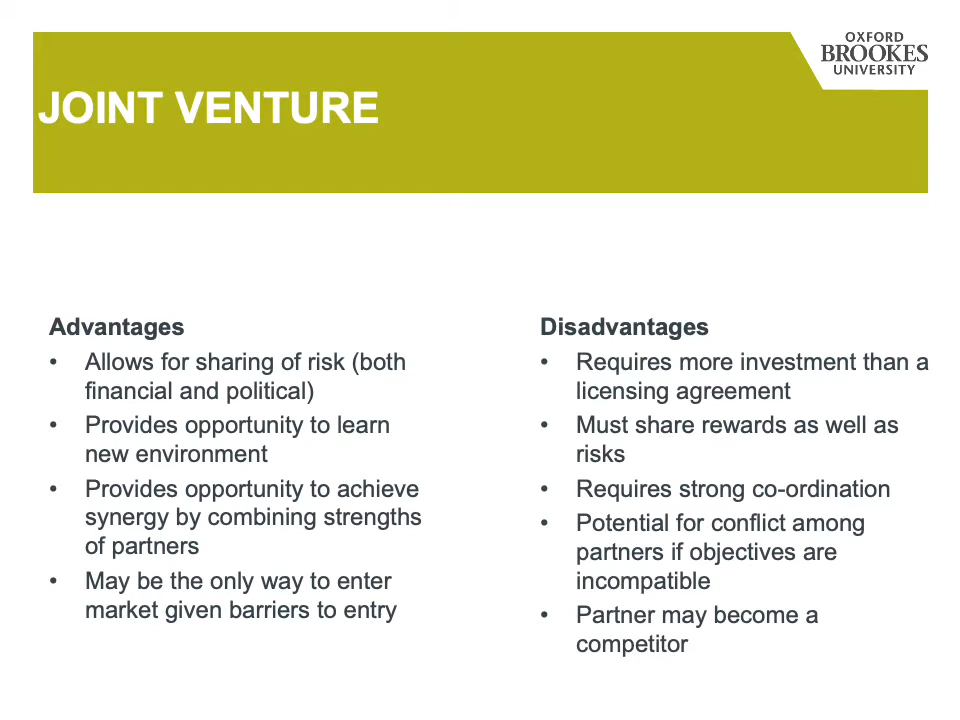 OXFORD
BROOKES
UNIVERSITY
JOINT VENTURE
Advantages
• Allows for sharing of risk (both
financial and political)
• Provides opportunity to learn
new environment
• Provides opportunity to achieve
synergy by combining strengths
of partners
• May be the only way to enter
market given barriers to entry
Disadvantages
• Requires more investment than a
licensing agreement
• Must share rewards as well as
risks
• Requires strong co-ordination
• Potential for conflict among
partners if objectives are
incompatible
• Partner may become a
competitor